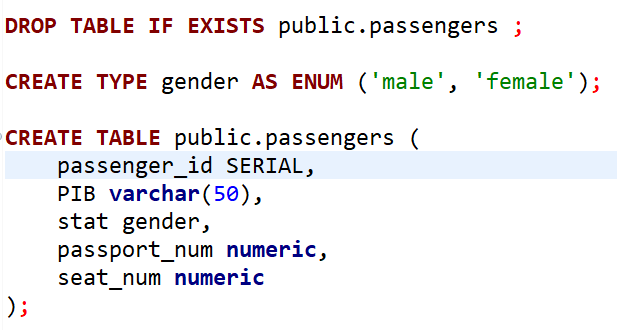 DROP TABLE IF EXISTS public.passengers ;
CREATE TYPE gender AS ENUM ('male', 'female');
CREATE TABLE public.passengers (
passenger_id SERIAL,
PIB varchar(50),
stat gender,
passport_num numeric,
seat_num numeric
);